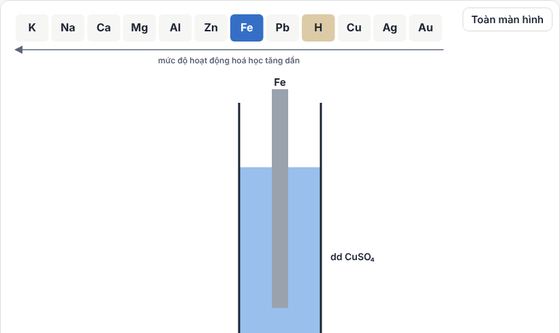 K Na Ca Mg Al Zn Fe Pb H Cu Ag Au
Toàn màn hình
mức độ hoạt động hoá học tăng dần
Fe
dd CuSO₄